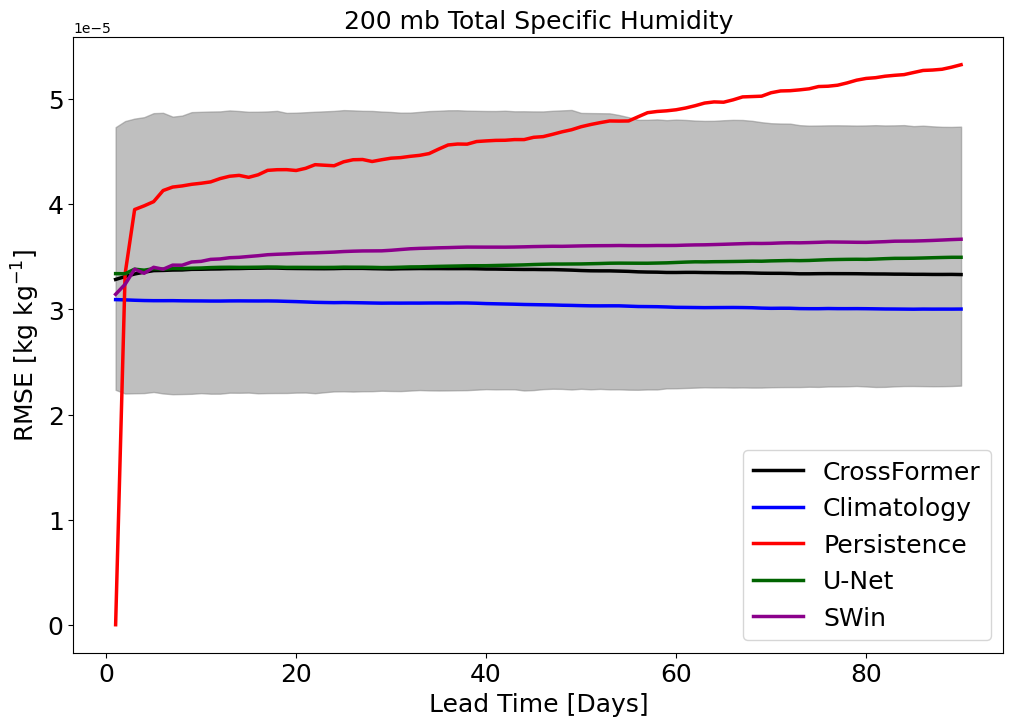 200 mb Total Specific Humidity
1e−5
5
4
3
2
1
0
RMSE [kg kg⁻¹]
0 20 40 60 80
Lead Time [Days]
CrossFormer
Climatology
Persistence
U-Net
SWin